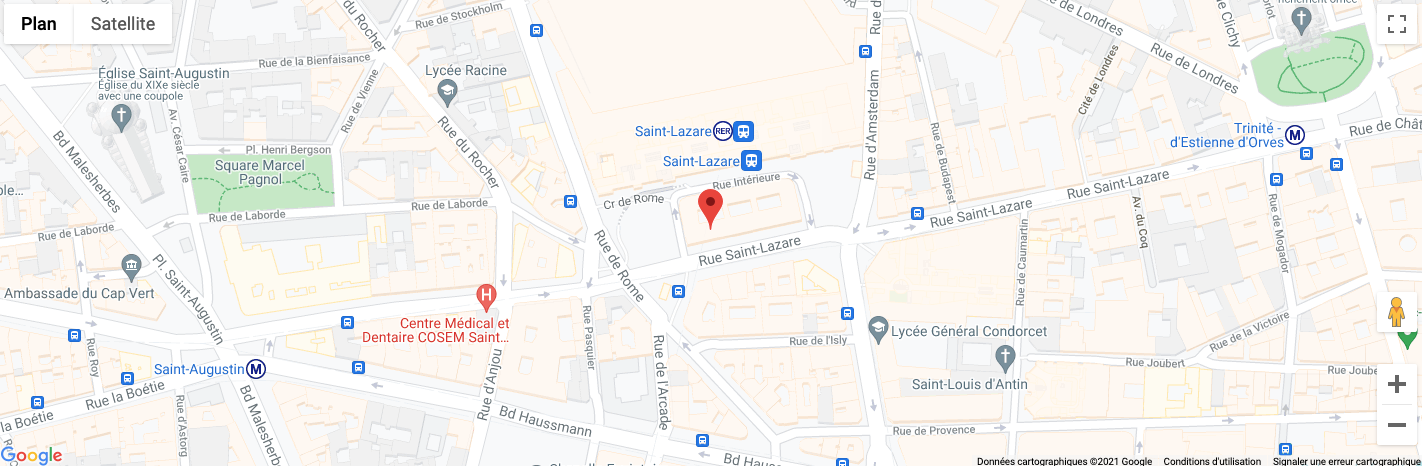 Plan
Satellite
Rue de Stockholm
Rue du Rocher
Rue d'Amsterdam
Rue de Londres
Rue de Londres
Clichy
Cité de Londres
Rue de la Bienfaisance
Lycée Racine
Église Saint-Augustin
Église du XIXe siècle
avec une coupole
Rue de Vienne
Av. César Caire
Bd Malesherbes
Rue du Rocher
Saint-Lazare
RER
Saint-Lazare
Trinité -
d'Estienne d'Orves
M
Rue de Budapest
Pl. Henri Bergson
Square Marcel
Pagnol
Rue Intérieure
Cr de Rome
Rue Saint-Lazare
Rue Saint-Lazare
Rue de Laborde
Rue de Laborde
Rue de Laborde
Av. du Coq
Rue de Caumartin
Rue de Mogador
Rue de Rome
Pl. Saint-Augustin
Ambassade du Cap Vert
H
Centre Médical et
Dentaire COSEM Saint...
Rue Pasquier
Lycée Général Condorcet
Rue de l'Isly
Rue de la Victoire
Rue de l'Arcade
Rue Roy
Saint-Augustin
M
Rue Joubert
Saint-Louis d'Antin
Rue d'Anjou
Rue la Boétie
la Boétie
Bd Malesherbes
Rue d'Astorg
Bd Haussmann
Bd Haussmann
Rue de Provence
Google
Données cartographiques ©2021 Google
Conditions d'utilisation
Signaler une erreur cartographique